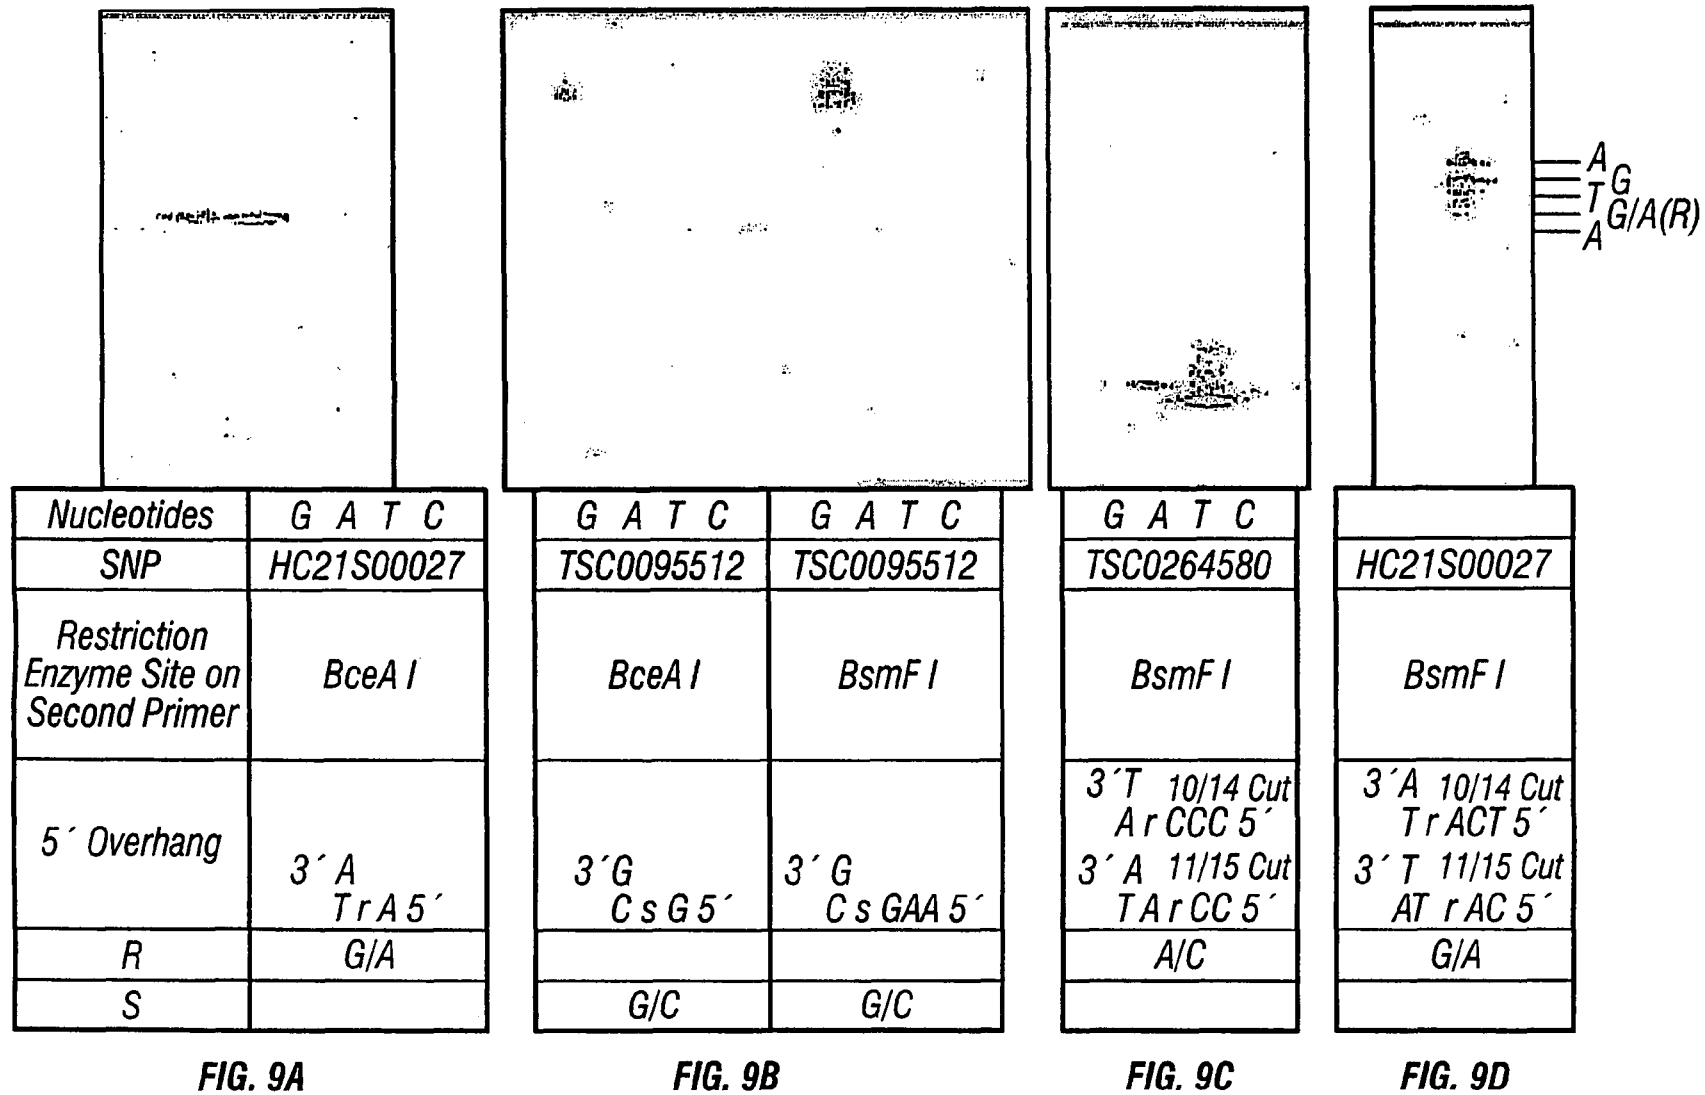 A
G
T
G/A(R)
A
Nucleotides G A T C G A T C G A T C G A T C
SNP HC21S00027 TSC0095512 TSC0095512 TSC0264580 HC21S00027
Restriction
Enzyme Site on
Second Primer
BceA I BceA I BsmF I BsmF I BsmF I
5´ Overhang
3´ A
T r A 5´
3´G
C s G 5´
3´ G
C s GAA 5´
3´T 10/14 Cut
A r CCC 5´
3´ A 11/15 Cut
T A r CC 5´
3´A 10/14 Cut
T r ACT 5´
3´ T 11/15 Cut
AT r AC 5´
R G/A A/C G/A
S G/C G/C
FIG. 9A FIG. 9B FIG. 9C FIG. 9D